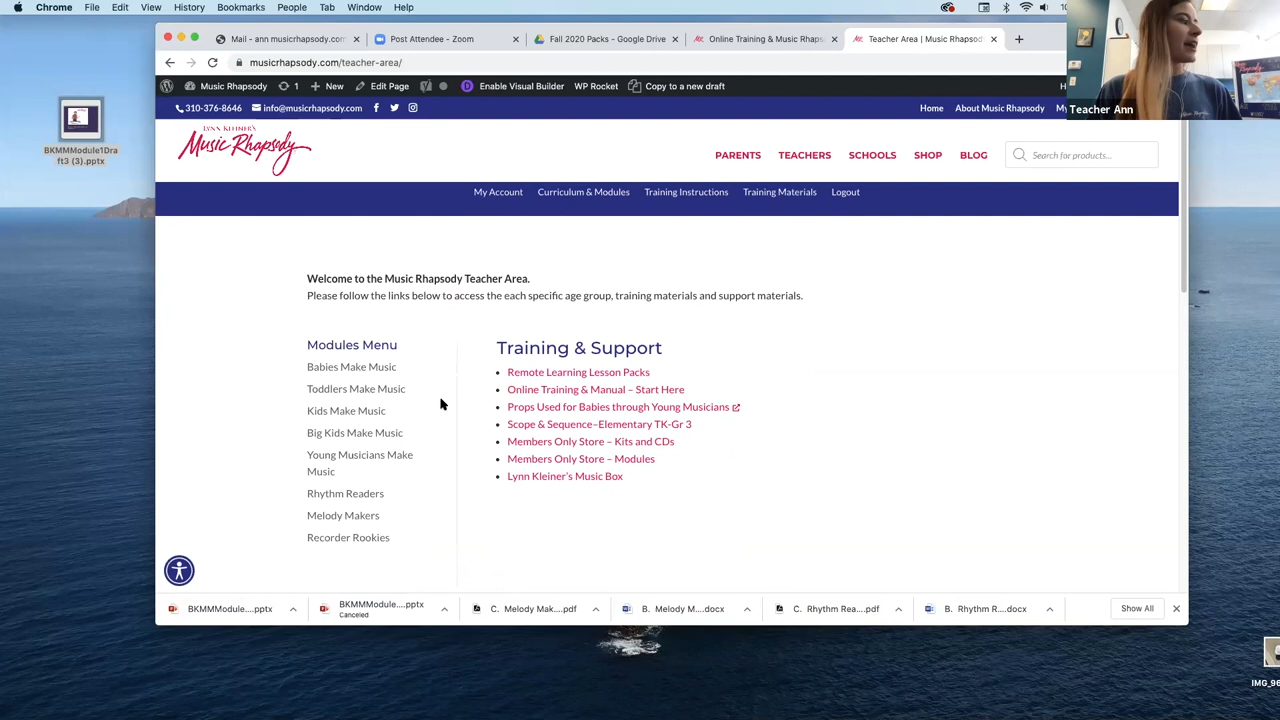 Chrome File Edit View History Bookmarks People Tab Window Help
Mail - ann musicrhapsody.com
Post Attendee - Zoom
Fall 2020 Packs - Google Drive
Online Training & Music Rhaps
Teacher Area | Music Rhapsod
musicrhapsody.com/teacher-area/
Music Rhapsody 1 New Edit Page Enable Visual Builder WP Rocket Copy to a new draft
310-376-8646 info@musicrhapsody.com Home About Music Rhapsody My
Teacher Ann
LYNN KLEINER'S
Music Rhapsody
PARENTS TEACHERS SCHOOLS SHOP BLOG Search for products...
My Account Curriculum & Modules Training Instructions Training Materials Logout
BKMMModule1Dra
ft3 (3).pptx
Welcome to the Music Rhapsody Teacher Area.
Please follow the links below to access the each specific age group, training materials and support materials.
Modules Menu
Babies Make Music
Toddlers Make Music
Kids Make Music
Big Kids Make Music
Young Musicians Make
Music
Rhythm Readers
Melody Makers
Recorder Rookies
Training & Support
Remote Learning Lesson Packs
Online Training & Manual – Start Here
Props Used for Babies through Young Musicians
Scope & Sequence–Elementary TK-Gr 3
Members Only Store – Kits and CDs
Members Only Store – Modules
Lynn Kleiner's Music Box
BKMMModule....pptx
BKMMModule....pptx
Canceled
C. Melody Mak....pdf
B. Melody M....docx
C. Rhythm Rea....pdf
B. Rhythm R....docx
Show All
IMG_96